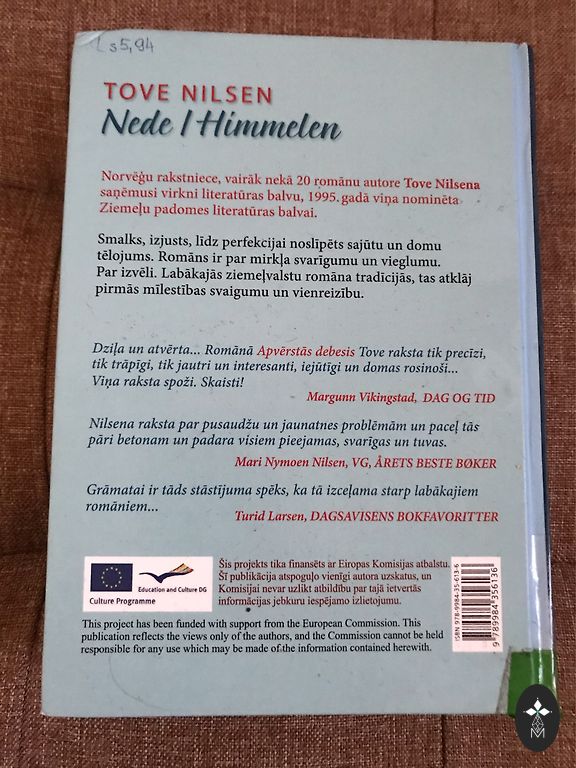 Ls5,94
TOVE NILSEN
Nede I Himmelen
Norvēģu rakstniece, vairāk nekā 20 romānu autore Tove Nilsena
saņēmusi virkni literatūras balvu, 1995. gadā viņa nominēta
Ziemeļu padomes literatūras balvai.
Smalks, izjusts, līdz perfekcijai noslīpēts sajūtu un domu
tēlojums. Romāns ir par mirkļa svarīgumu un vieglumu.
Par izvēli. Labākajās ziemeļvalstu romāna tradīcijās, tas atklāj
pirmās mīlestības svaigumu un vienreizību.
Dziļa un atvērta... Romānā Apvērstās debesis Tove raksta tik precīzi,
tik trāpīgi, tik jautri un interesanti, iejūtīgi un domas rosinoši...
Viņa raksta spoži. Skaisti!
Margunn Vikingstad, DAG OG TID
Nilsena raksta par pusaudžu un jaunatnes problēmām un paceļ tās
pāri betonam un padara visiem pieejamas, svarīgas un tuvas.
Mari Nymoen Nilsen, VG, ÅRETS BESTE BØKER
Grāmatai ir tāds stāstījuma spēks, ka tā izceļama starp labākajiem
romāniem...
Turid Larsen, DAGSAVISENS BOKFAVORITTER
Education and Culture DG
Culture Programme
Šis projekts tika finansēts ar Eiropas Komisijas atbalstu.
Šī publikācija atspoguļo vienīgi autora uzskatus, un
Komisijai nevar uzlikt atbildību par tajā ietvertās
informācijas jebkuru iespējamo izlietojumu.
This project has been funded with support from the European Commission. This
publication reflects the views only of the authors, and the Commission cannot be held
responsible for any use which may be made of the information contained herewith.
ISBN 978-9984-35-613-6
9 789984 356136
M